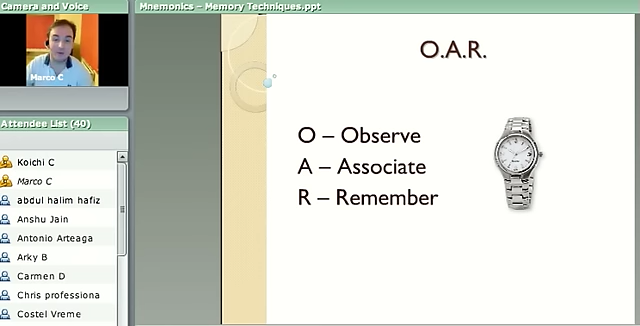 Camera and Voice
Marco C
Attendee List (40)
Koichi C
Marco C
abdul halim hafiz
Anshu Jain
Antonio Arteaga
Arky B
Carmen D
Chris professiona
Costel Vreme
Mnemonics – Memory Techniques.ppt
O.A.R.
O – Observe
A – Associate
R – Remember